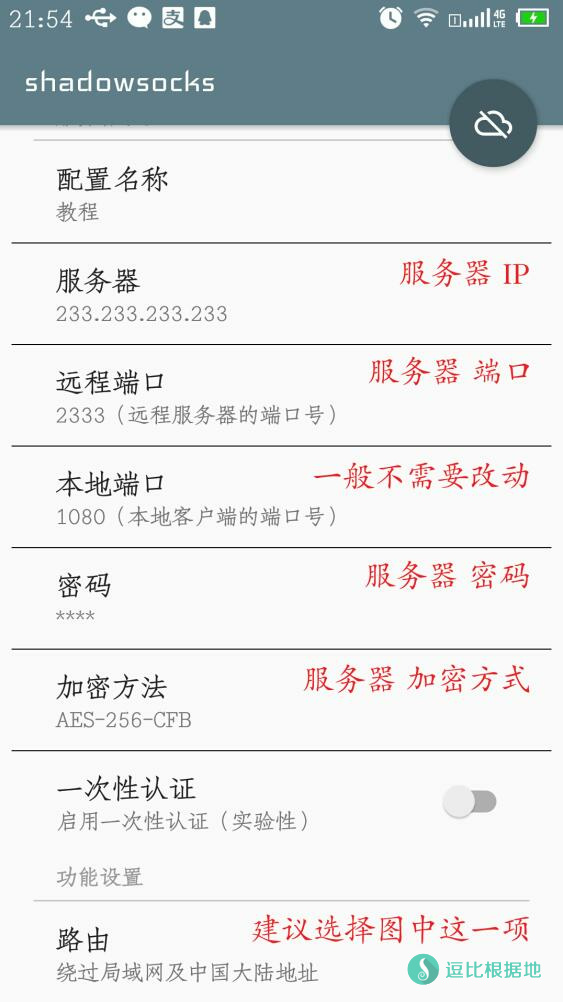 21:54
4G
LTE
shadowsocks
配置名称
教程
服务器
服务器 IP
233.233.233.233
远程端口
服务器 端口
2333（远程服务器的端口号）
本地端口
一般不需要改动
1080（本地客户端的端口号）
密码
服务器 密码
****
加密方法
服务器 加密方式
AES-256-CFB
一次性认证
启用一次性认证（实验性）
功能设置
路由
建议选择图中这一项
绕过局域网及中国大陆地址
逗比根据地